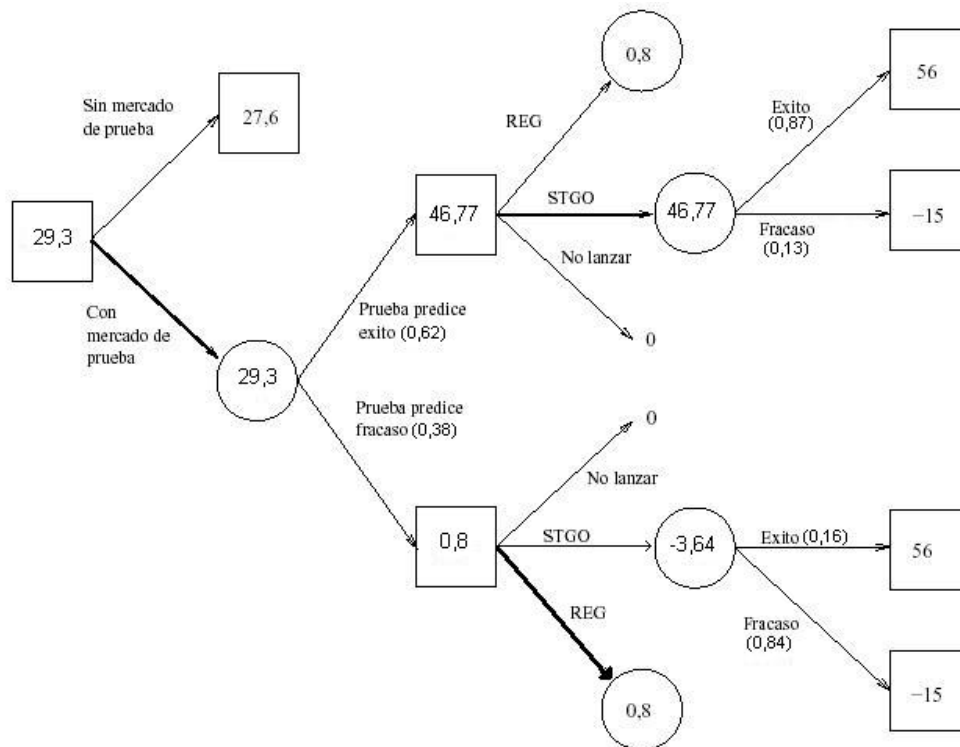 0,8
56
Sin mercado
de prueba
27,6
REG
Exito
(0,87)
STGO
46,77
46,77
Fracaso
(0,13)
−15
29,3
No lanzar
Con
mercado de
prueba
Prueba predice
exito (0,62)
0
29,3
Prueba predice
fracaso (0,38)
0
No lanzar
0,8
STGO
-3,64
Exito (0,16)
56
REG
Fracaso
(0,84)
0,8
−15